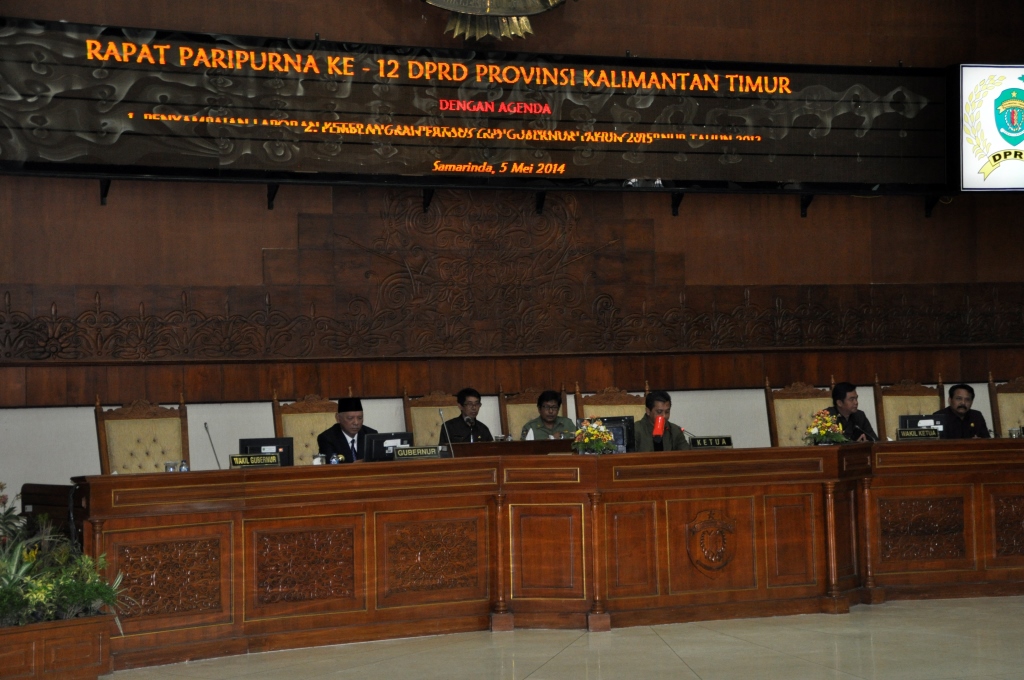 RAPAT PARIPURNA KE - 12 DPRD PROVINSI KALIMANTAN TIMUR
DENGAN AGENDA
Samarinda, 5 Mei 2014
DPR
WAKIL GUBERNUR
GUBERNUR
KETUA
WAKIL KETUA